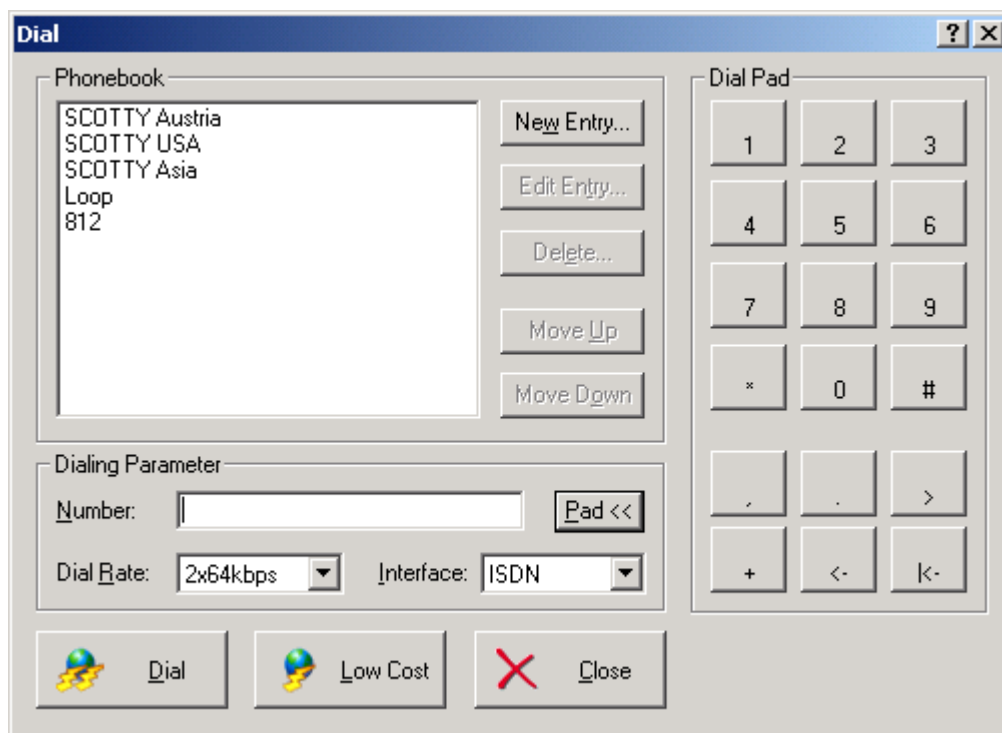 Dial
Phonebook
SCOTTY Austria
SCOTTY USA
SCOTTY Asia
Loop
812
New Entry...
Edit Entry...
Delete...
Move Up
Move Down
Dialing Parameter
Number:
Pad <<
Dial Rate: 2x64kbps Interface: ISDN
Dial Low Cost Close
Dial Pad
1 2 3
4 5 6
7 8 9
* 0 #
, . >
+ <- |<-